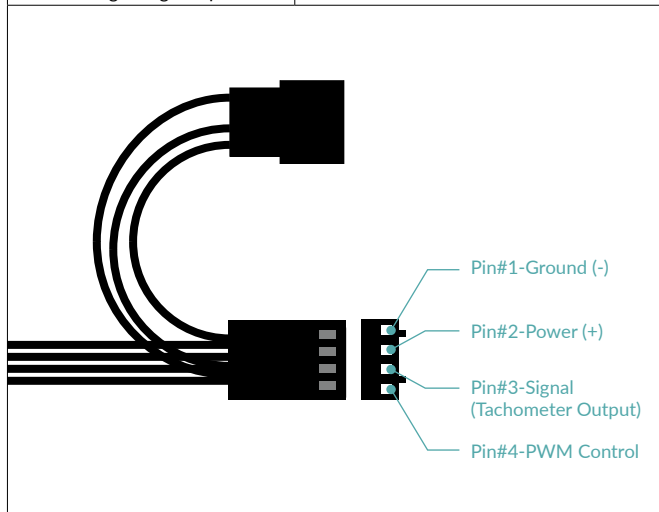 Pin#1-Ground (-)
Pin#2-Power (+)
Pin#3-Signal
(Tachometer Output)
Pin#4-PWM Control